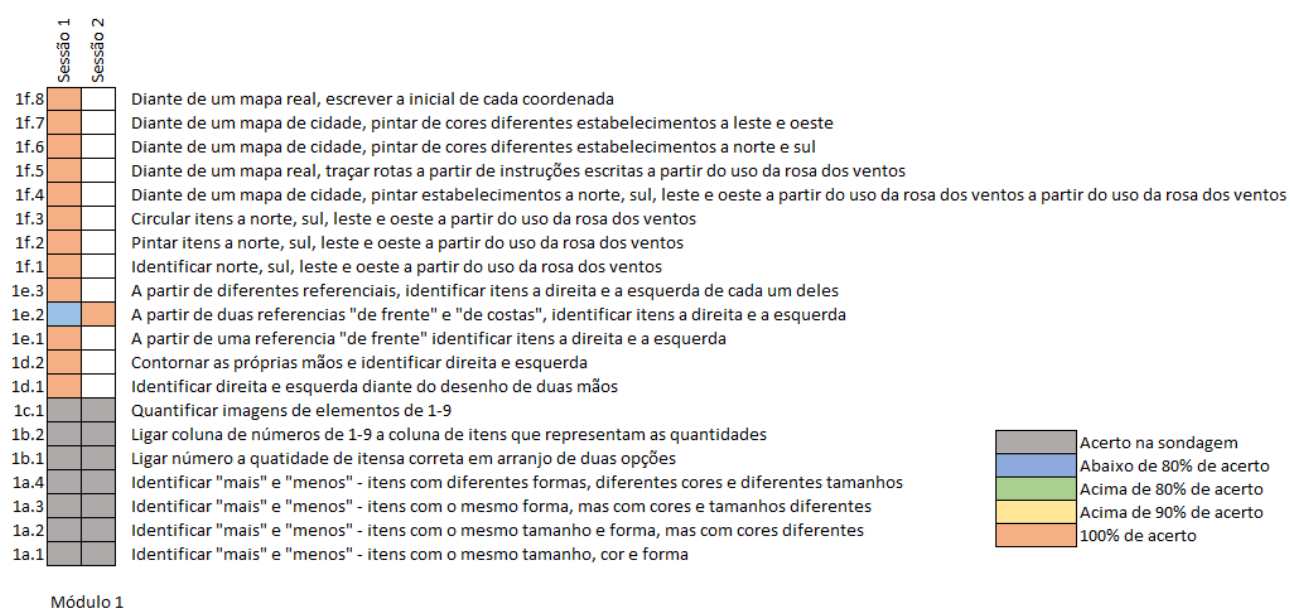 Sessão 1
Sessão 2
1f.8 Diante de um mapa real, escrever a inicial de cada coordenada
1f.7 Diante de um mapa de cidade, pintar de cores diferentes estabelecimentos a leste e oeste
1f.6 Diante de um mapa de cidade, pintar de cores diferentes estabelecimentos a norte e sul
1f.5 Diante de um mapa real, traçar rotas a partir de instruções escritas a partir do uso da rosa dos ventos
1f.4 Diante de um mapa de cidade, pintar estabelecimentos a norte, sul, leste e oeste a partir do uso da rosa dos ventos a partir do uso da rosa dos ventos
1f.3 Circular itens a norte, sul, leste e oeste a partir do uso da rosa dos ventos
1f.2 Pintar itens a norte, sul, leste e oeste a partir do uso da rosa dos ventos
1f.1 Identificar norte, sul, leste e oeste a partir do uso da rosa dos ventos
1e.3 A partir de diferentes referenciais, identificar itens a direita e a esquerda de cada um deles
1e.2 A partir de duas referencias "de frente" e "de costas", identificar itens a direita e a esquerda
1e.1 A partir de uma referencia "de frente" identificar itens a direita e a esquerda
1d.2 Contornar as próprias mãos e identificar direita e esquerda
1d.1 Identificar direita e esquerda diante do desenho de duas mãos
1c.1 Quantificar imagens de elementos de 1-9
1b.2 Ligar coluna de números de 1-9 a coluna de itens que representam as quantidades
1b.1 Ligar número a quatidade de itensa correta em arranjo de duas opções
1a.4 Identificar "mais" e "menos" - itens com diferentes formas, diferentes cores e diferentes tamanhos
1a.3 Identificar "mais" e "menos" - itens com o mesmo forma, mas com cores e tamanhos diferentes
1a.2 Identificar "mais" e "menos" - itens com o mesmo tamanho e forma, mas com cores diferentes
1a.1 Identificar "mais" e "menos" - itens com o mesmo tamanho, cor e forma
Acerto na sondagem
Abaixo de 80% de acerto
Acima de 80% de acerto
Acima de 90% de acerto
100% de acerto
Módulo 1